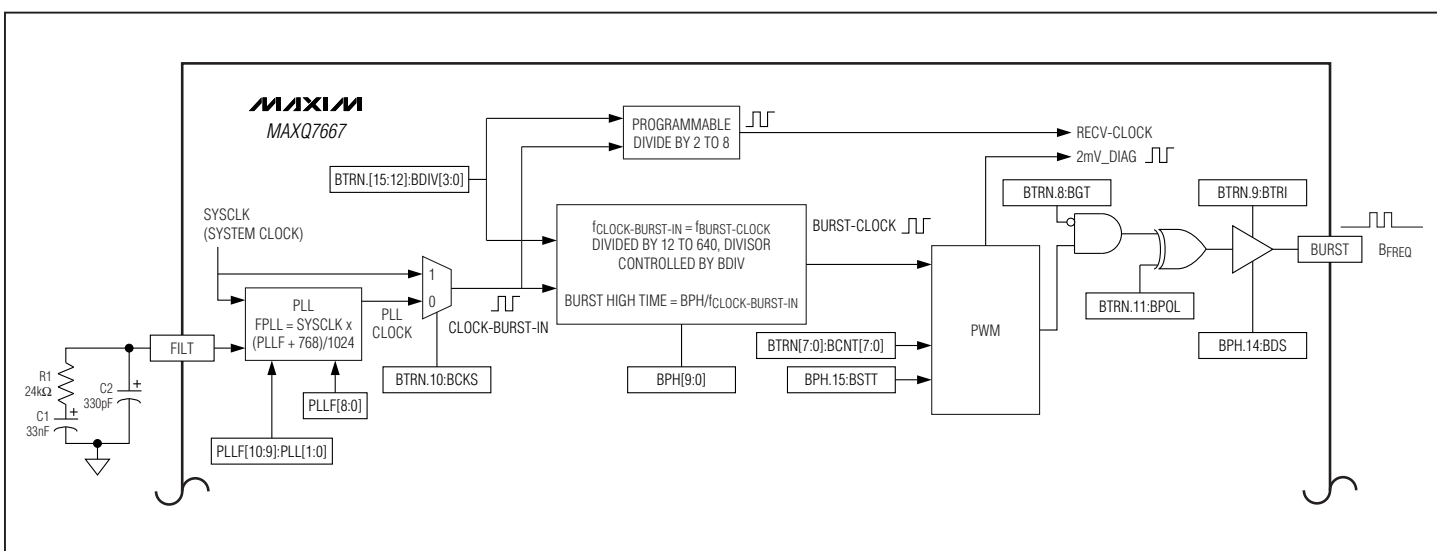 MAXIM
MAXQ7667
PROGRAMMABLE
DIVIDE BY 2 TO 8
RECV-CLOCK
2mV_DIAG
BTRN.[15:12]:BDIV[3:0]
BTRN.8:BGT
BTRN.9:BTRI
SYSCLK
(SYSTEM CLOCK)
fCLOCK-BURST-IN = fBURST-CLOCK
DIVIDED BY 12 TO 640, DIVISOR
CONTROLLED BY BDIV
BURST HIGH TIME = BPH/fCLOCK-BURST-IN
BURST-CLOCK
BURST
BFREQ
1
0
PLL
FPLL = SYSCLK x
(PLLF + 768)/1024
PLL
CLOCK
CLOCK-BURST-IN
BTRN.11:BPOL
PWM
FILT
BTRN[7:0]:BCNT[7:0]
BPH.14:BDS
R1
24kΩ
C2
330pF
+
BTRN.10:BCKS
BPH[9:0]
BPH.15:BSTT
PLLF[8:0]
C1
33nF
+
PLLF[10:9]:PLL[1:0]